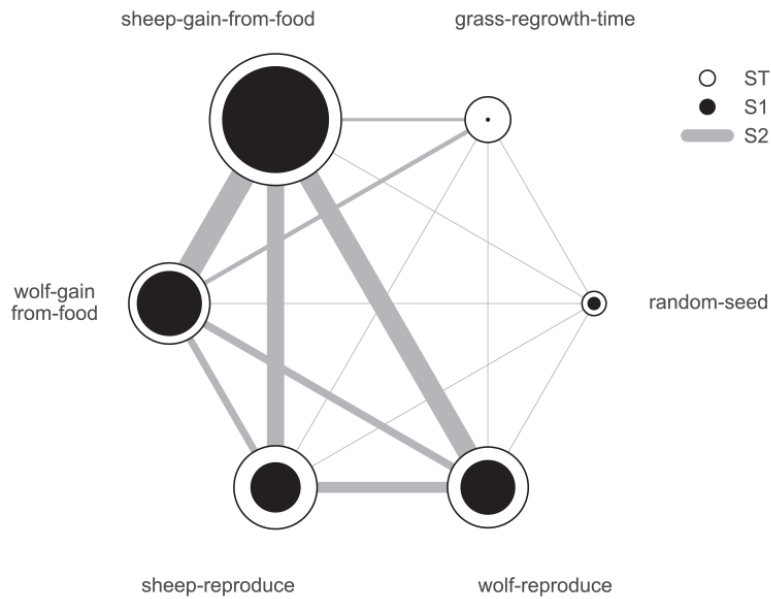 sheep-gain-from-food
grass-regrowth-time
ST
S1
S2
wolf-gain
from-food
random-seed
sheep-reproduce
wolf-reproduce